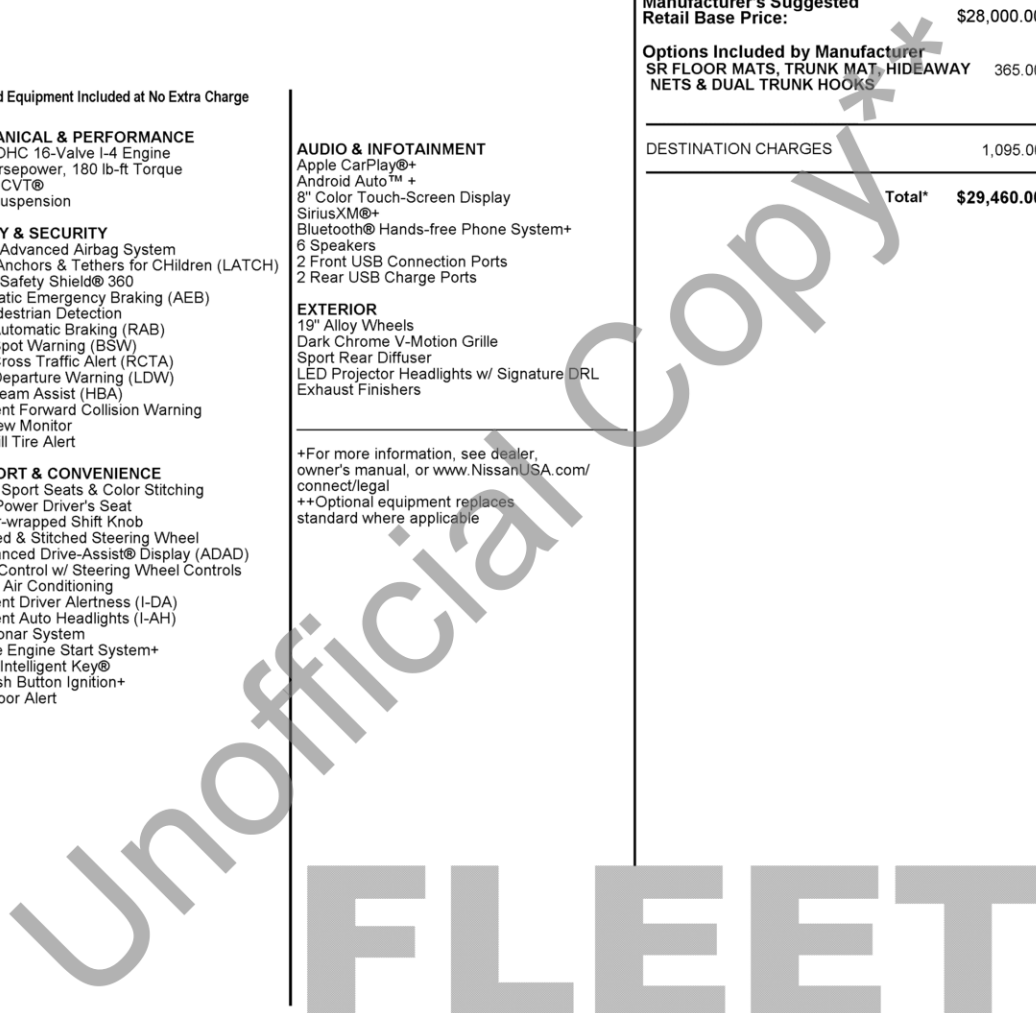 d Equipment Included at No Extra Charge
ANICAL & PERFORMANCE
OHC 16-Valve I-4 Engine
rsepower, 180 lb-ft Torque
CVT®
uspension
Y & SECURITY
Advanced Airbag System
Anchors & Tethers for CHildren (LATCH)
Safety Shield® 360
atic Emergency Braking (AEB)
destrian Detection
utomatic Braking (RAB)
pot Warning (BSW)
ross Traffic Alert (RCTA)
Departure Warning (LDW)
eam Assist (HBA)
ent Forward Collision Warning
ew Monitor
ill Tire Alert
ORT & CONVENIENCE
Sport Seats & Color Stitching
Power Driver's Seat
r-wrapped Shift Knob
ed & Stitched Steering Wheel
anced Drive-Assist® Display (ADAD)
Control w/ Steering Wheel Controls
Air Conditioning
ent Driver Alertness (I-DA)
ent Auto Headlights (I-AH)
onar System
e Engine Start System+
Intelligent Key®
sh Button Ignition+
oor Alert
AUDIO & INFOTAINMENT
Apple CarPlay®+
Android Auto™ +
8" Color Touch-Screen Display
SiriusXM®+
Bluetooth® Hands-free Phone System+
6 Speakers
2 Front USB Connection Ports
2 Rear USB Charge Ports
EXTERIOR
19" Alloy Wheels
Dark Chrome V-Motion Grille
Sport Rear Diffuser
LED Projector Headlights w/ Signature DRL
Exhaust Finishers
+For more information, see dealer,
owner's manual, or www.NissanUSA.com/
connect/legal
++Optional equipment replaces
standard where applicable
Manufacturer's Suggested
Retail Base Price: $28,000.00
Options Included by Manufacturer
SR FLOOR MATS, TRUNK MAT, HIDEAWAY 365.00
NETS & DUAL TRUNK HOOKS
DESTINATION CHARGES 1,095.00
Total* $29,460.00
Unofficial Copy**
FLEET